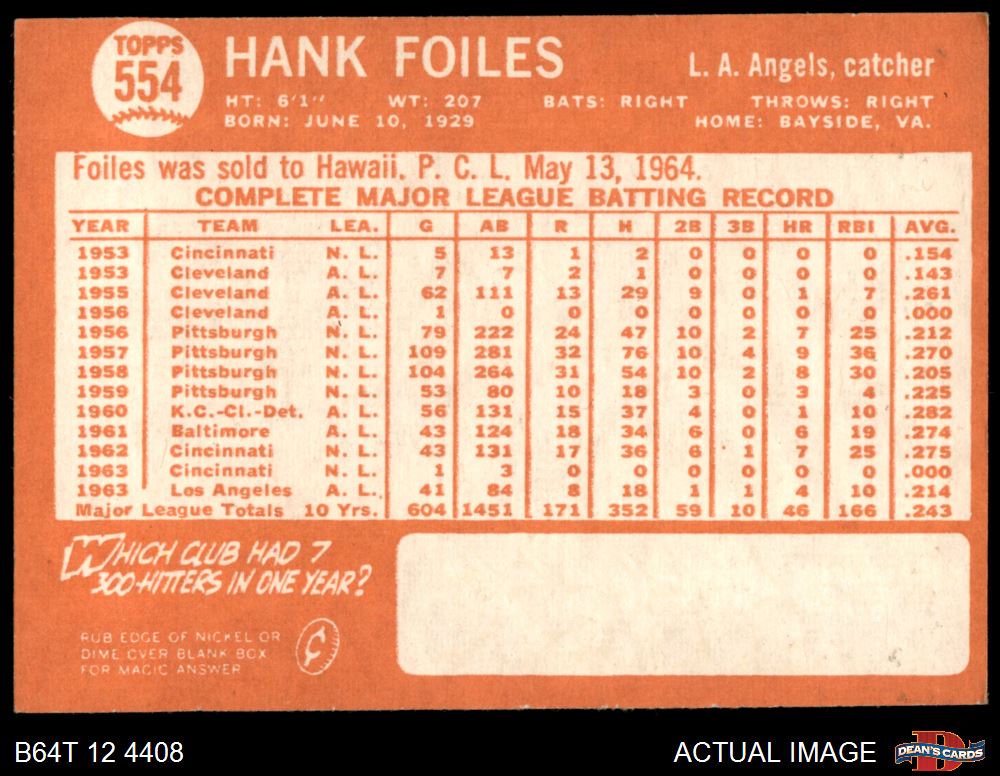 TOPPS
554
HANK FOILES
L. A. Angels, catcher
HT: 6'1" WT: 207 BATS: RIGHT THROWS: RIGHT
BORN: JUNE 10, 1929 HOME: BAYSIDE, VA.
Foiles was sold to Hawaii, P. C. L. May 13, 1964.
COMPLETE MAJOR LEAGUE BATTING RECORD
YEAR TEAM LEA. G AB R H 2B 3B HR RBI AVG.
1953 Cincinnati N. L. 5 13 1 2 0 0 0 0 .154
1953 Cleveland A. L. 7 7 2 1 0 0 0 0 .143
1955 Cleveland A. L. 62 111 13 29 9 0 1 7 .261
1956 Cleveland A. L. 1 0 0 0 0 0 0 0 .000
1956 Pittsburgh N. L. 79 222 24 47 10 2 7 25 .212
1957 Pittsburgh N. L. 109 281 32 76 10 4 9 36 .270
1958 Pittsburgh N. L. 104 264 31 54 10 2 8 30 .205
1959 Pittsburgh N. L. 53 80 10 18 3 0 3 4 .225
1960 K.C.-Cl.-Det. A. L. 56 131 15 37 4 0 1 10 .282
1961 Baltimore A. L. 43 124 18 34 6 0 6 19 .274
1962 Cincinnati N. L. 43 131 17 36 6 1 7 25 .275
1963 Cincinnati N. L. 1 3 0 0 0 0 0 0 .000
1963 Los Angeles A. L. 41 84 8 18 1 1 4 10 .214
Major League Totals 10 Yrs. 604 1451 171 352 59 10 46 166 .243
WHICH CLUB HAD 7
300-HITTERS IN ONE YEAR?
RUB EDGE OF NICKEL OR
DIME OVER BLANK BOX
FOR MAGIC ANSWER
¢
B64T 12 4408
ACTUAL IMAGE
D
DEAN'S CARDS